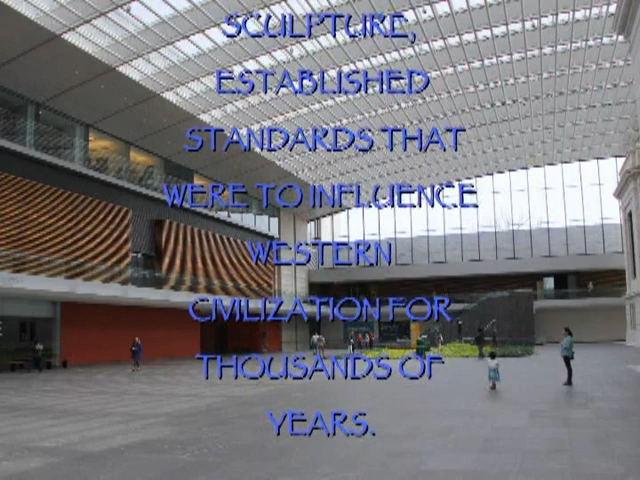 SCULPTURE,
ESTABLISHED
STANDARDS THAT
WERE TO INFLUENCE
WESTERN
CIVILIZATION FOR
THOUSANDS OF
YEARS.